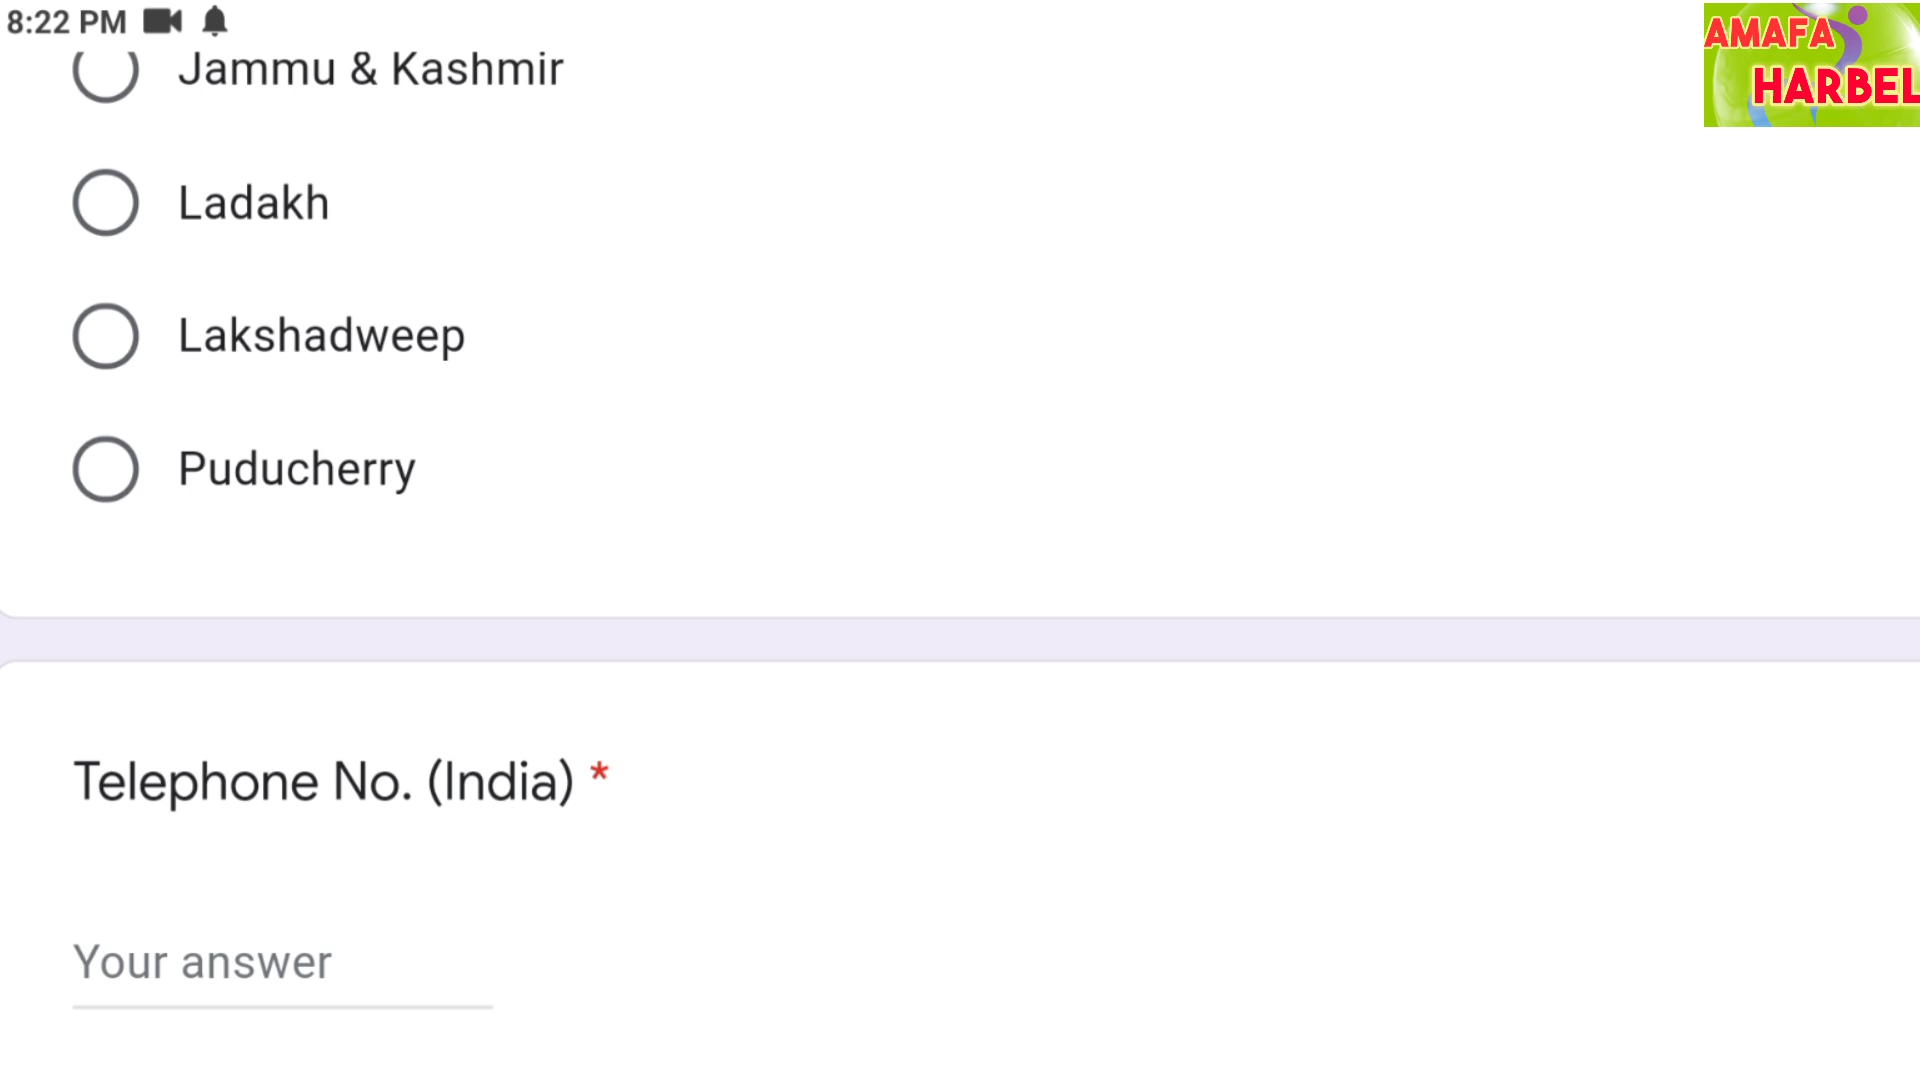 8:22 PM
AMAFA
HARBEL
Jammu & Kashmir
Ladakh
Lakshadweep
Puducherry
Telephone No. (India) *
Your answer